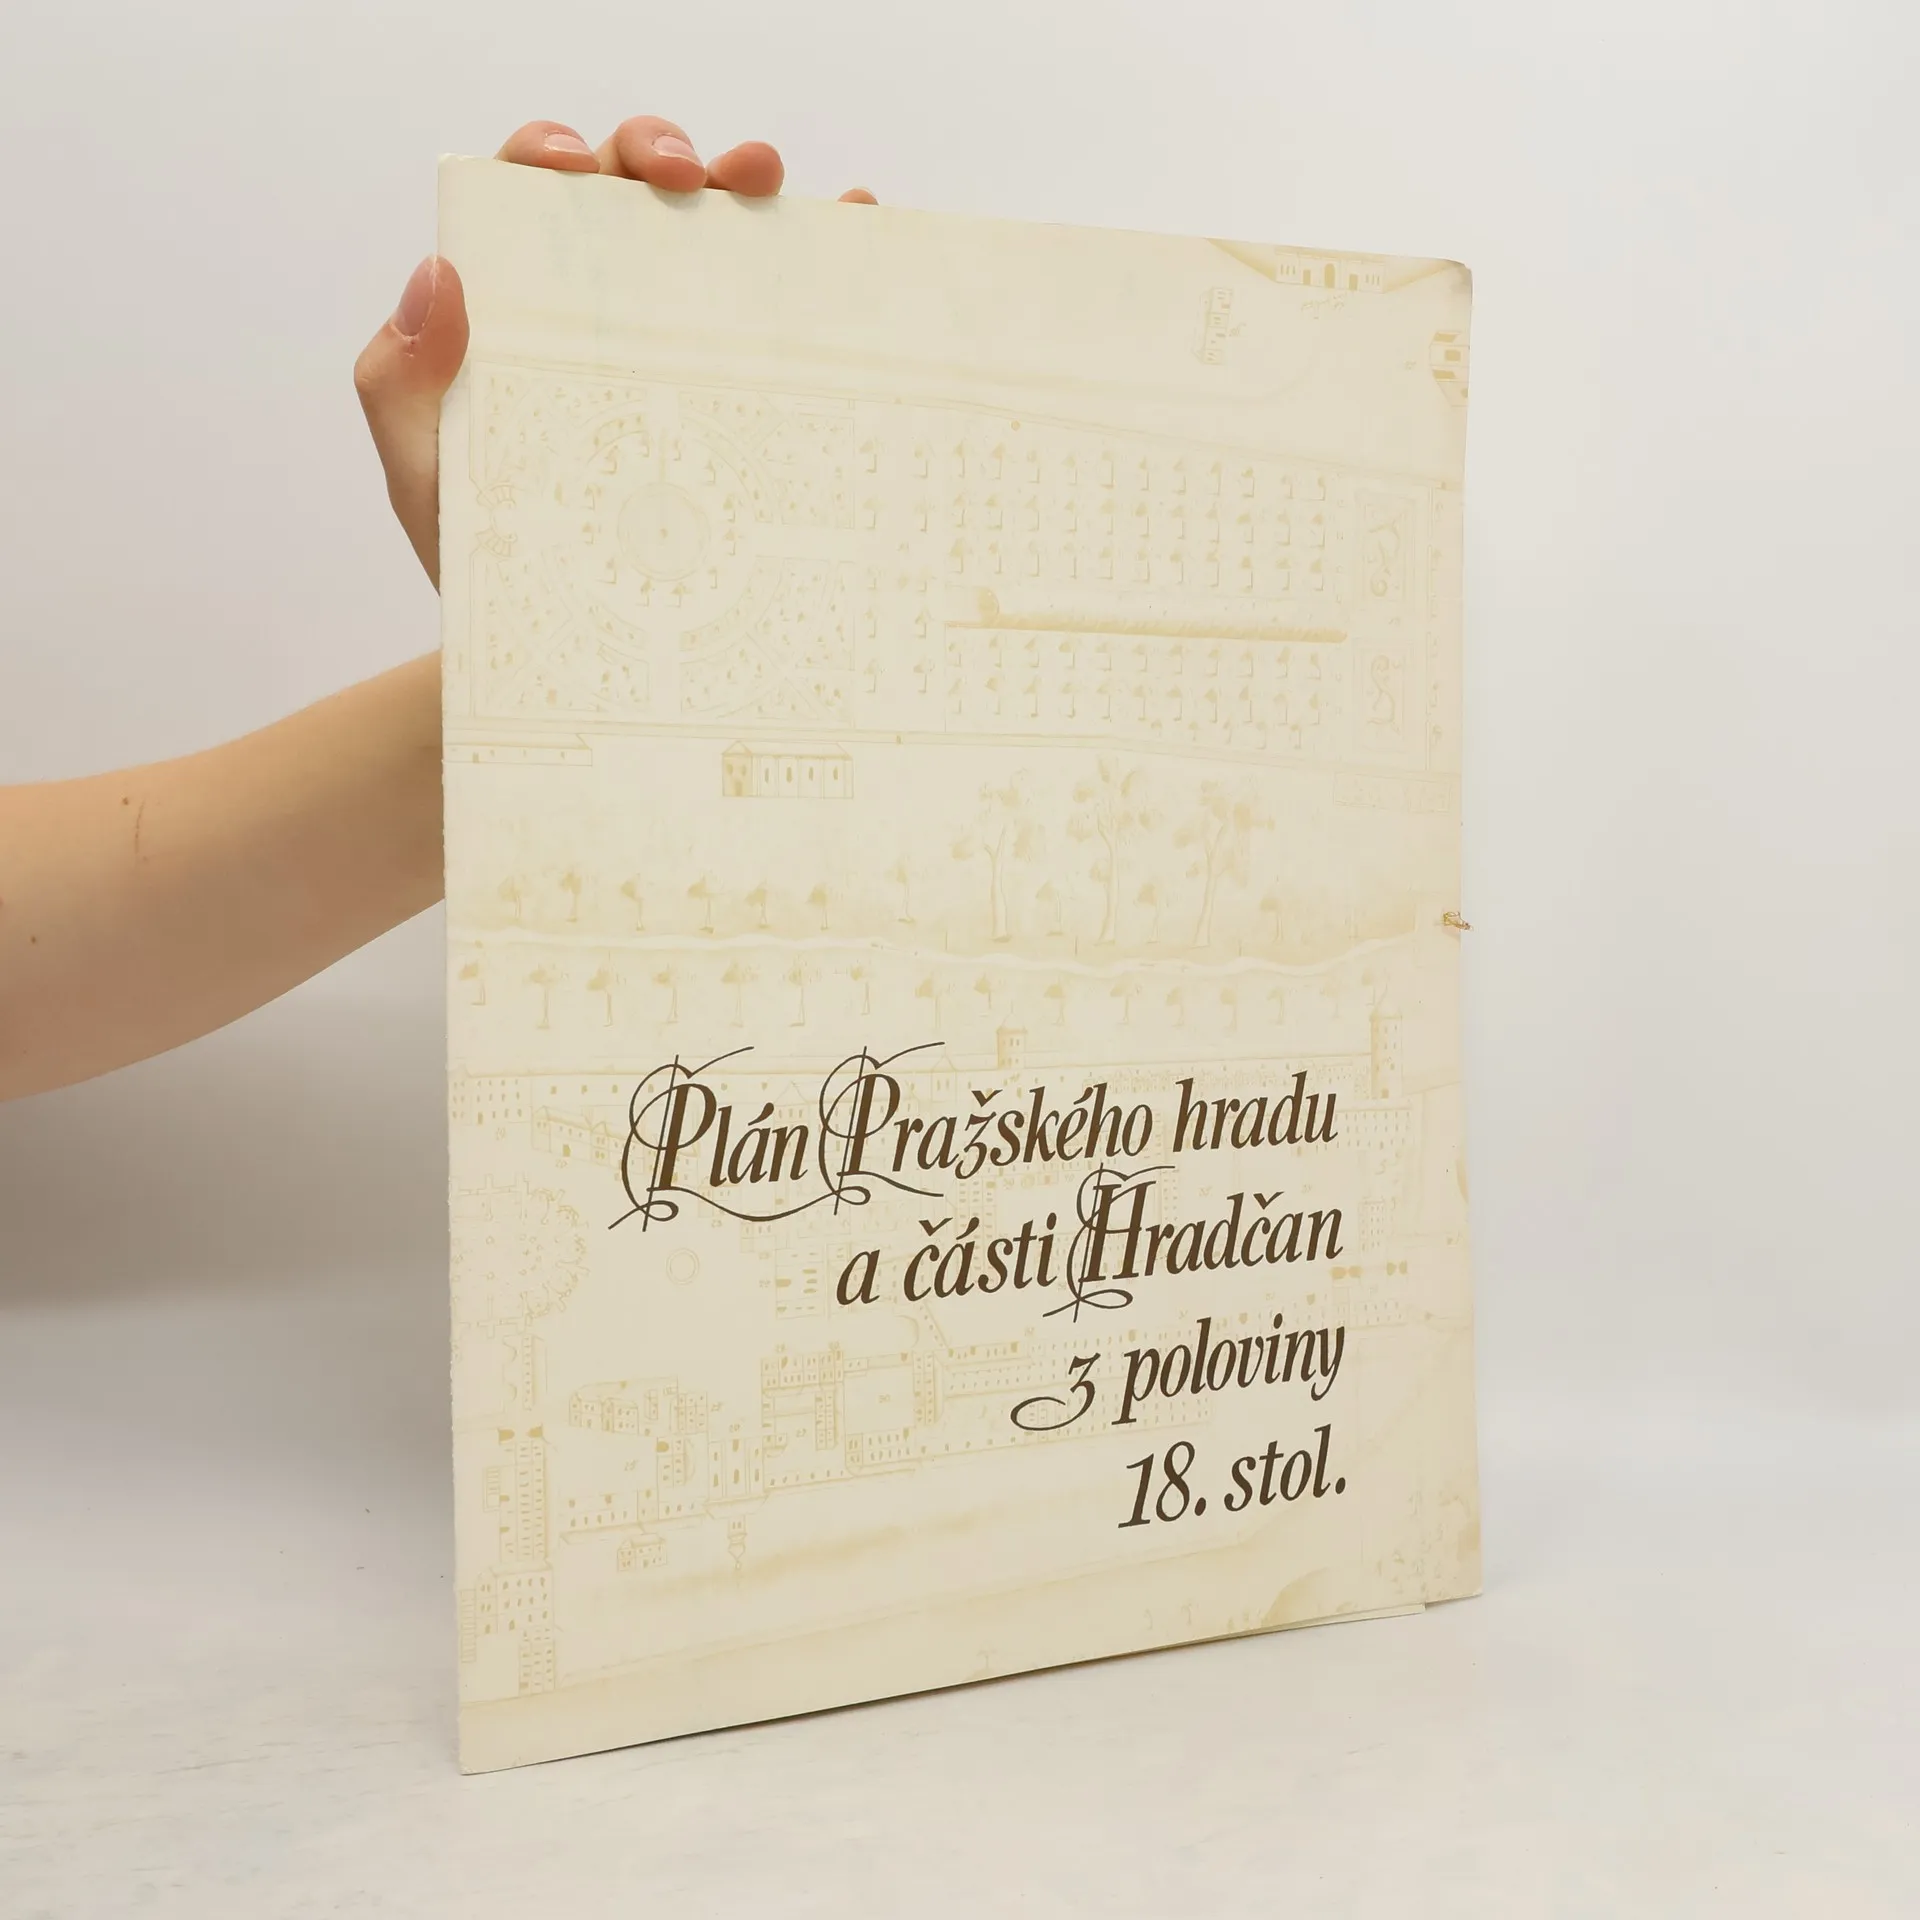 Plán Pražského hradu
a části Hradčan
z poloviny
18. stol.